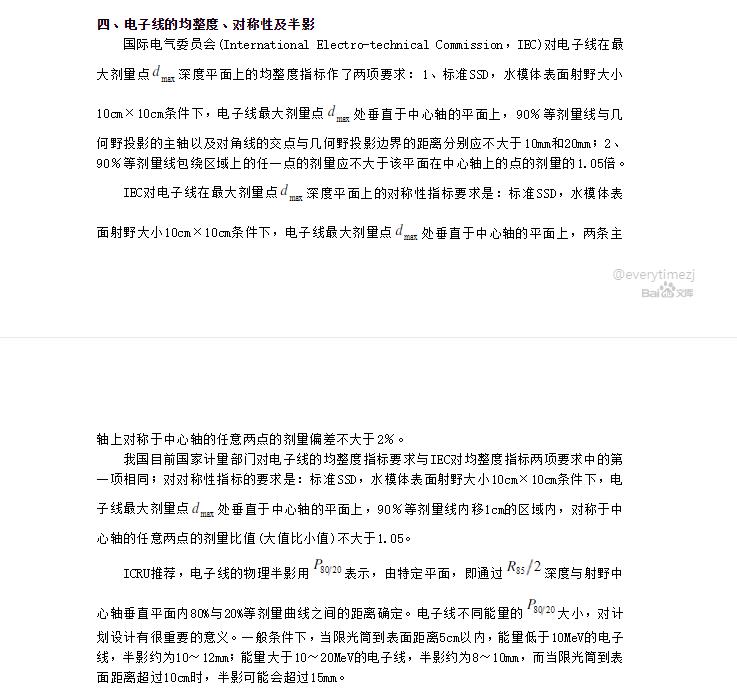 四、电子线的均整度、对称性及半影
国际电气委员会(International Electro-technical Commission,IEC)对电子线在最
大剂量点d max 深度平面上的均整度指标作了两项要求：1、标准SSD，水模体表面射野大小
10cm×10cm条件下，电子线最大剂量点 d max 处垂直于中心轴的平面上，90%等剂量线与几
何野投影的主轴以及对角线的交点与几何野投影边界的距离分别应不大于10mm和20mm；2、
90%等剂量线包绕区域上的任一点的剂量应不大于该平面在中心轴上的点的剂量的1.05倍。
IEC对电子线在最大剂量点d max 深度平面上的对称性指标要求是：标准SSD，水模体表
面射野大小10cm×10cm条件下，电子线最大剂量点 d max 处垂直于中心轴的平面上，两条主
@everytimezj
Bai du 文库
轴上对称于中心轴的任意两点的剂量偏差不大于2%。
我国目前国家计量部门对电子线的均整度指标要求与IEC对均整度指标两项要求中的第
一项相同；对对称性指标的要求是：标准SSD，水模体表面射野大小10cm×10cm条件下，电
子线最大剂量点d max 处垂直于中心轴的平面上，90%等剂量线内移1cm的区域内，对称于中
心轴的任意两点的剂量比值(大值比小值)不大于1.05。
ICRU推荐，电子线的物理半影用 P80/20 表示，由特定平面，即通过 R85/2 深度与射野中
心轴垂直平面内80%与20%等剂量曲线之间的距离确定。电子线不同能量的 P80/20 大小，对计
划设计有很重要的意义。一般条件下，当限光筒到表面距离5cm以内，能量低于10MeV的电子
线，半影约为10～12mm；能量大于10～20MeV的电子线，半影约为8～10mm，而当限光筒到表
面距离超过10cm时，半影可能会超过15mm。